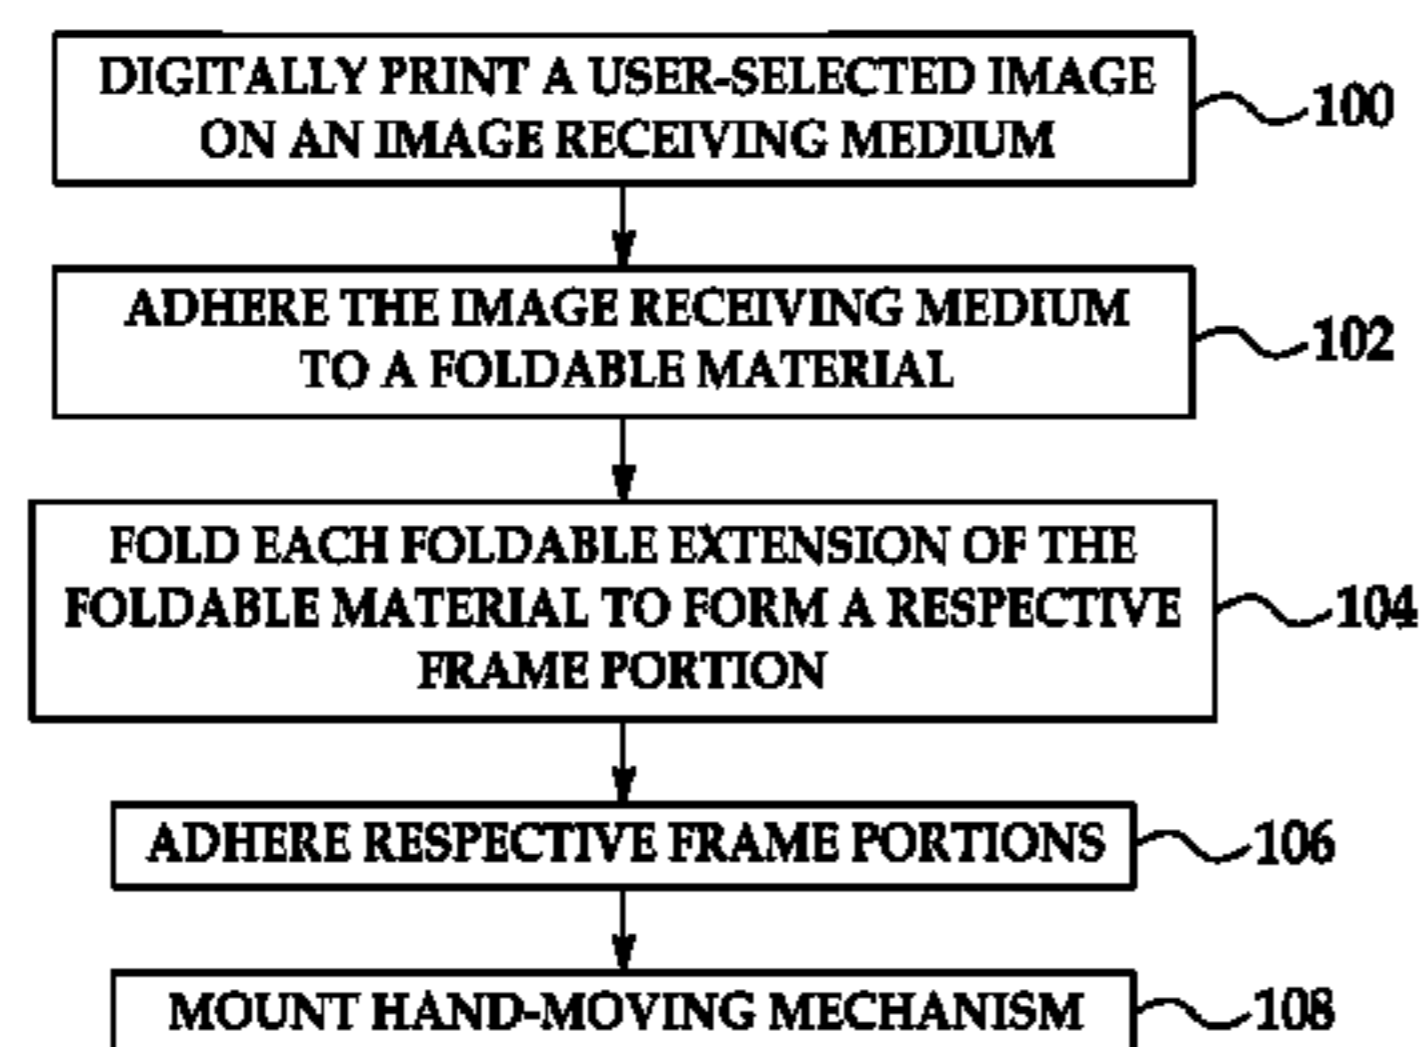 DIGITALLY PRINT A USER-SELECTED IMAGE
ON AN IMAGE RECEIVING MEDIUM
100
ADHERE THE IMAGE RECEIVING MEDIUM
TO A FOLDABLE MATERIAL
102
FOLD EACH FOLDABLE EXTENSION OF THE
FOLDABLE MATERIAL TO FORM A RESPECTIVE
FRAME PORTION
104
ADHERE RESPECTIVE FRAME PORTIONS
106
MOUNT HAND-MOVING MECHANISM
108